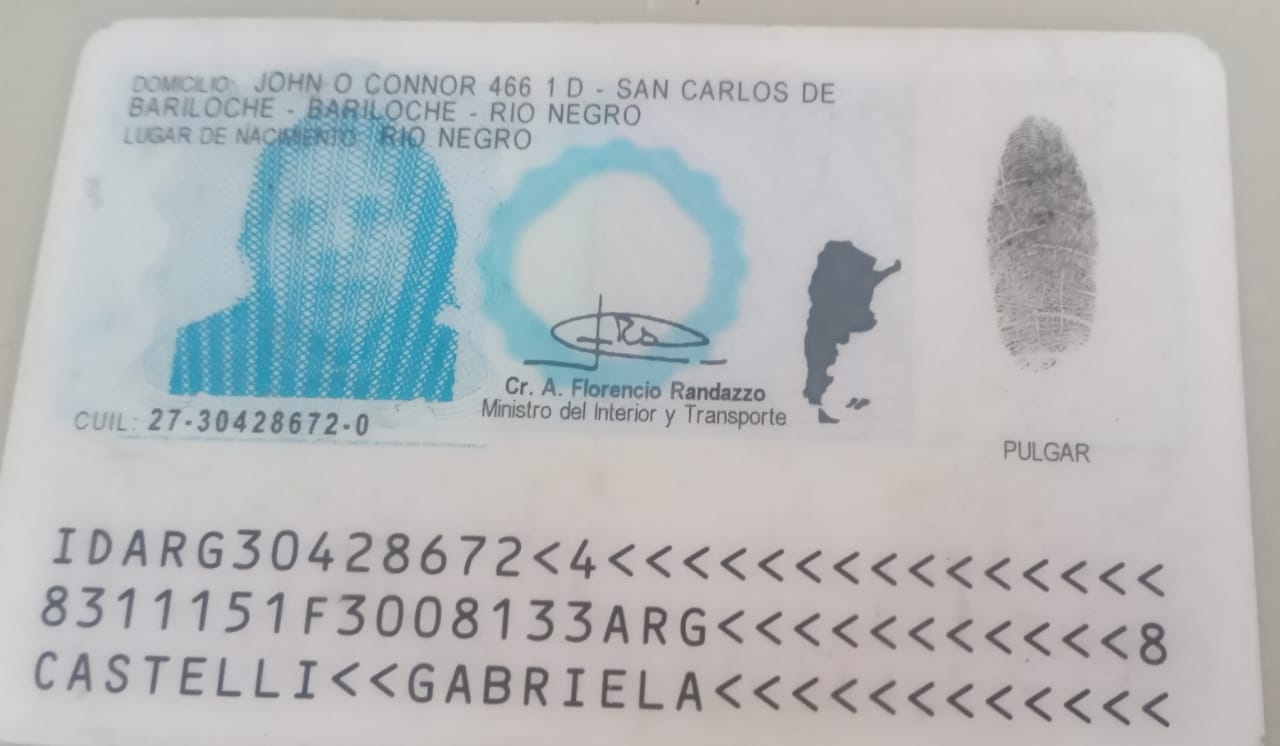 DOMICILIO: JOHN O CONNOR 466 1 D - SAN CARLOS DE
BARILOCHE - BARILOCHE - RIO NEGRO
LUGAR DE NACIMIENTO: RIO NEGRO
Cr. A. Florencio Randazzo
Ministro del Interior y Transporte
CUIL: 27-30428672-0
PULGAR
IDARG30428672<4<<<<<<<<<<<<<<<
8311151F3008133ARG<<<<<<<<<<<8
CASTELLI<<GABRIELA<<<<<<<<<<<<